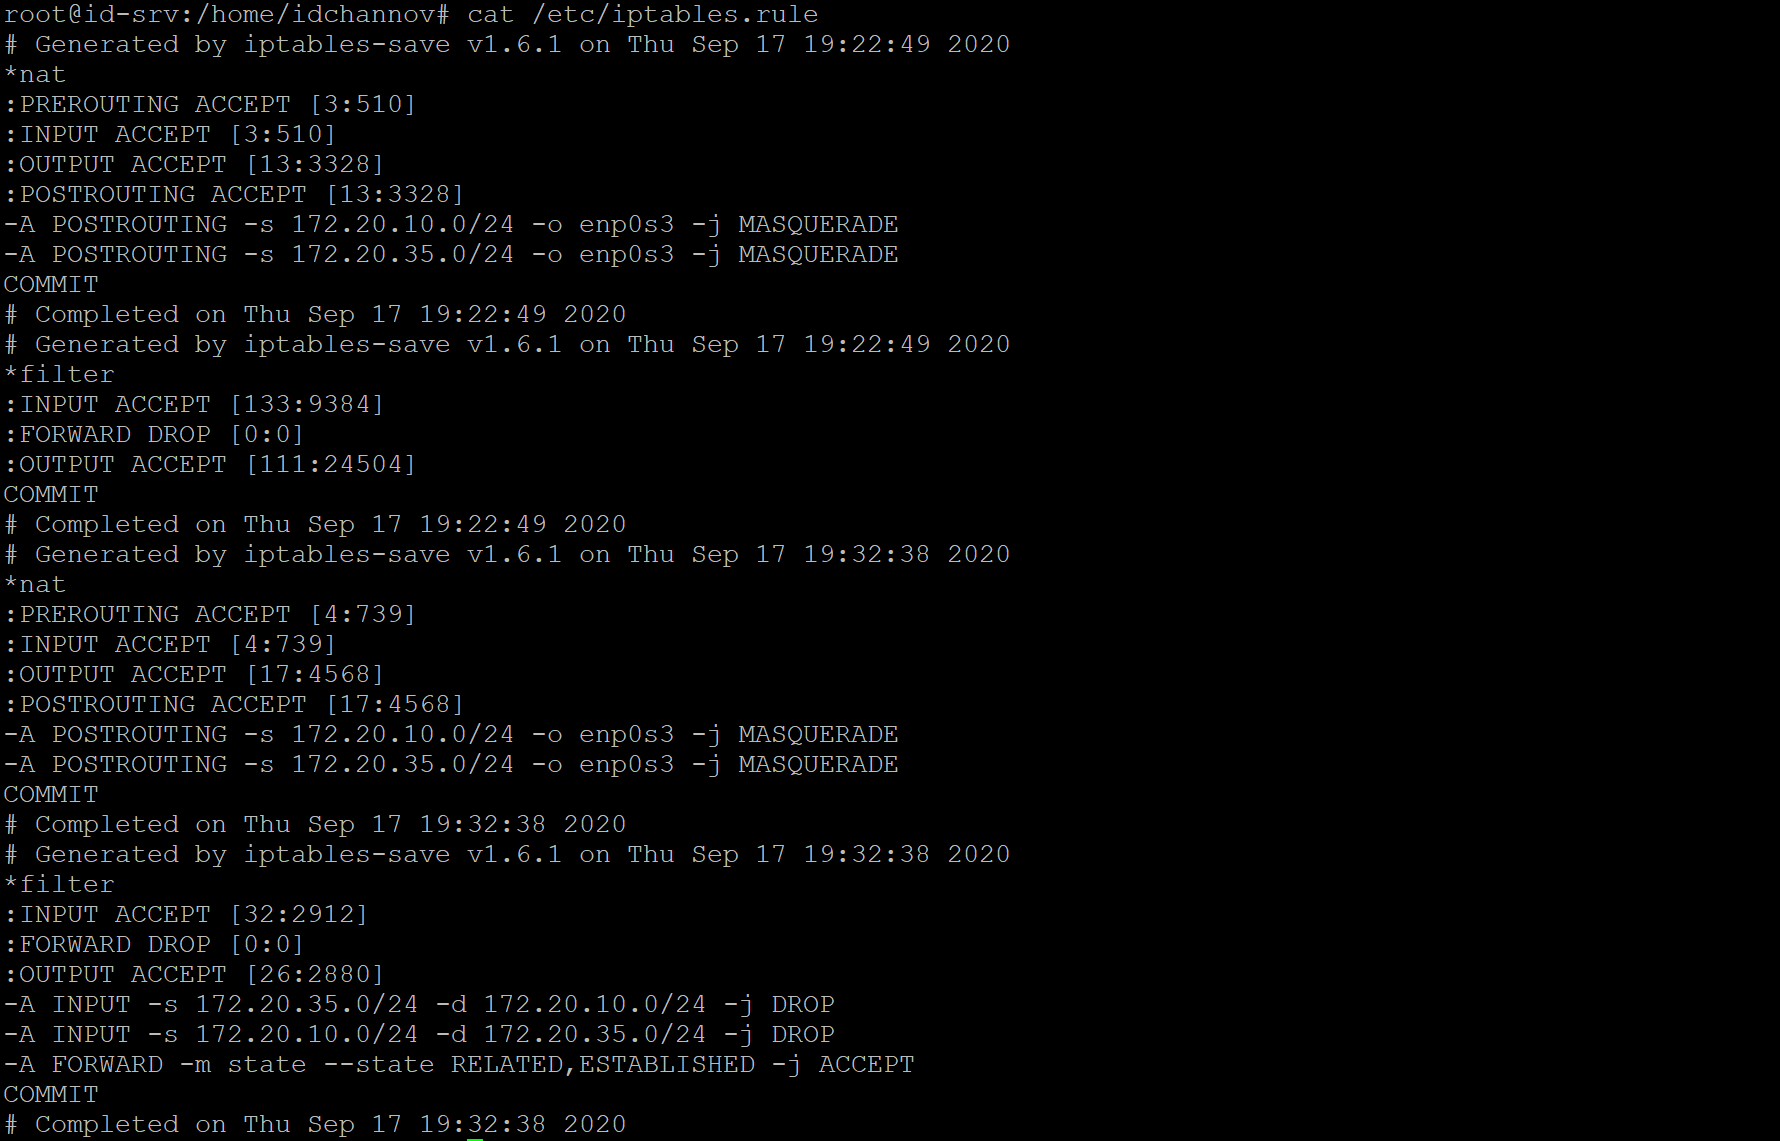 root@id-srv:/home/idchannov# cat /etc/iptables.rule
# Generated by iptables-save v1.6.1 on Thu Sep 17 19:22:49 2020
*nat
:PREROUTING ACCEPT [3:510]
:INPUT ACCEPT [3:510]
:OUTPUT ACCEPT [13:3328]
:POSTROUTING ACCEPT [13:3328]
-A POSTROUTING -s 172.20.10.0/24 -o enp0s3 -j MASQUERADE
-A POSTROUTING -s 172.20.35.0/24 -o enp0s3 -j MASQUERADE
COMMIT
# Completed on Thu Sep 17 19:22:49 2020
# Generated by iptables-save v1.6.1 on Thu Sep 17 19:22:49 2020
*filter
:INPUT ACCEPT [133:9384]
:FORWARD DROP [0:0]
:OUTPUT ACCEPT [111:24504]
COMMIT
# Completed on Thu Sep 17 19:22:49 2020
# Generated by iptables-save v1.6.1 on Thu Sep 17 19:32:38 2020
*nat
:PREROUTING ACCEPT [4:739]
:INPUT ACCEPT [4:739]
:OUTPUT ACCEPT [17:4568]
:POSTROUTING ACCEPT [17:4568]
-A POSTROUTING -s 172.20.10.0/24 -o enp0s3 -j MASQUERADE
-A POSTROUTING -s 172.20.35.0/24 -o enp0s3 -j MASQUERADE
COMMIT
# Completed on Thu Sep 17 19:32:38 2020
# Generated by iptables-save v1.6.1 on Thu Sep 17 19:32:38 2020
*filter
:INPUT ACCEPT [32:2912]
:FORWARD DROP [0:0]
:OUTPUT ACCEPT [26:2880]
-A INPUT -s 172.20.35.0/24 -d 172.20.10.0/24 -j DROP
-A INPUT -s 172.20.10.0/24 -d 172.20.35.0/24 -j DROP
-A FORWARD -m state --state RELATED,ESTABLISHED -j ACCEPT
COMMIT
# Completed on Thu Sep 17 19:32:38 2020